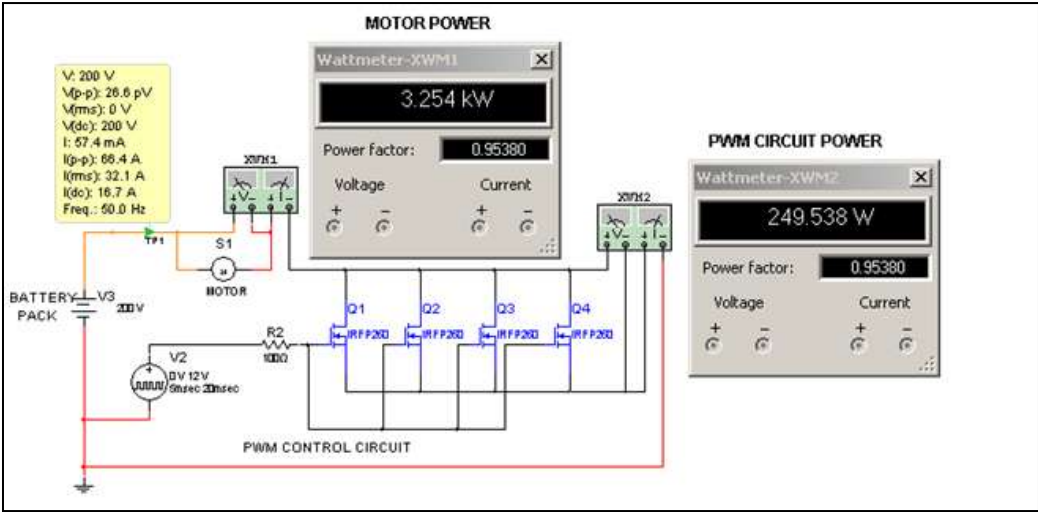 MOTOR POWER
Wattmeter-XWM1
3.254 kW
Power factor:
0.95380
Voltage
Current
+
-
+
-
V: 200 V
V(p-p): 26.6 pV
V(rms): 0 V
V(dc): 200 V
I: 57.4 mA
I(p-p): 66.4 A
I(rms): 32.1 A
I(dc): 16.7 A
Freq.: 50.0 Hz
PWM CIRCUIT POWER
Wattmeter-XWM2
249.538 W
Power factor:
0.95380
Voltage
Current
+
-
+
-
XWM1
+ V - + I -
XWM2
+ V - + I -
TP1
S1
M
MOTOR
BATTERY
PACK
V3
200 V
Q1
IRFP260
Q2
IRFP260
Q3
IRFP260
Q4
IRFP260
R2
100Ω
V2
0V 12V
5msec 20msec
PWM CONTROL CIRCUIT